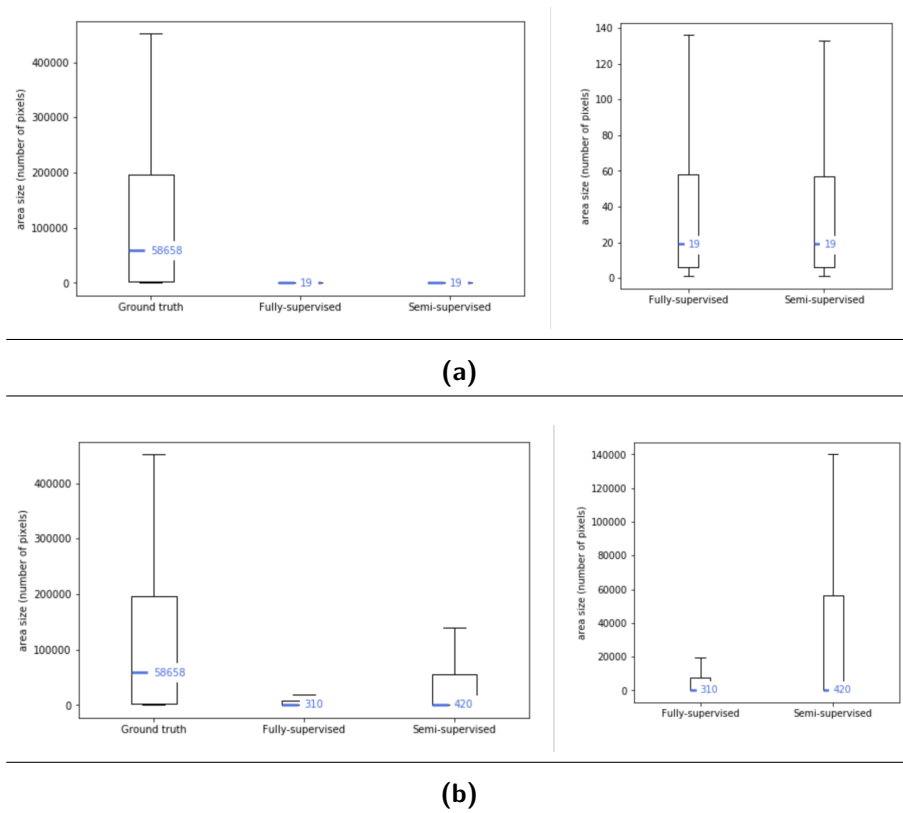 area size (number of pixels)
400000
300000
200000
100000
0
58658
19
19
Ground truth
Fully-supervised
Semi-supervised
area size (number of pixels)
140
120
100
80
60
40
20
0
19
19
Fully-supervised
Semi-supervised
(a)
area size (number of pixels)
400000
300000
200000
100000
0
58658
310
420
Ground truth
Fully-supervised
Semi-supervised
area size (number of pixels)
140000
120000
100000
80000
60000
40000
20000
0
310
420
Fully-supervised
Semi-supervised
(b)